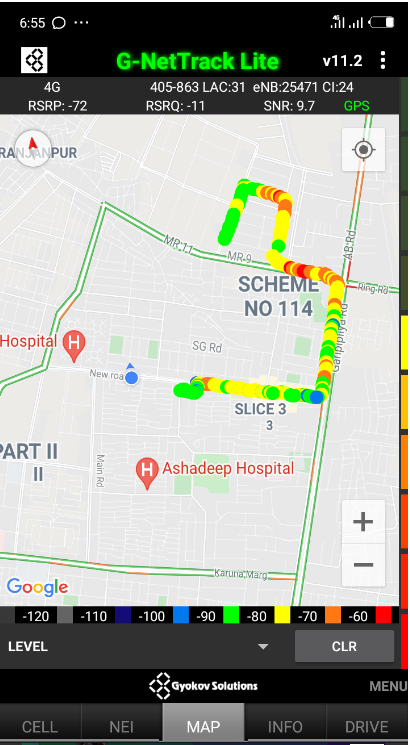 6:55 ...
G-NetTrack Lite v11.2
4G 405-863 LAC:31 eNB:25471 CI:24
RSRP: -72 RSRQ: -11 SNR: 9.7 GPS
RANJANPUR
MR 11
MR-9
AB Rd
Ring Rd
SCHEME
NO 114
Ganpipliya Rd
Hospital
SG Rd
New roa
SLICE 3
3
PART II
II
Main Rd
Ashadeep Hospital
Karuna Marg
Google
-120 -110 -100 -90 -80 -70 -60
LEVEL CLR
Gyokov Solutions MENU
CELL NEI MAP INFO DRIVE